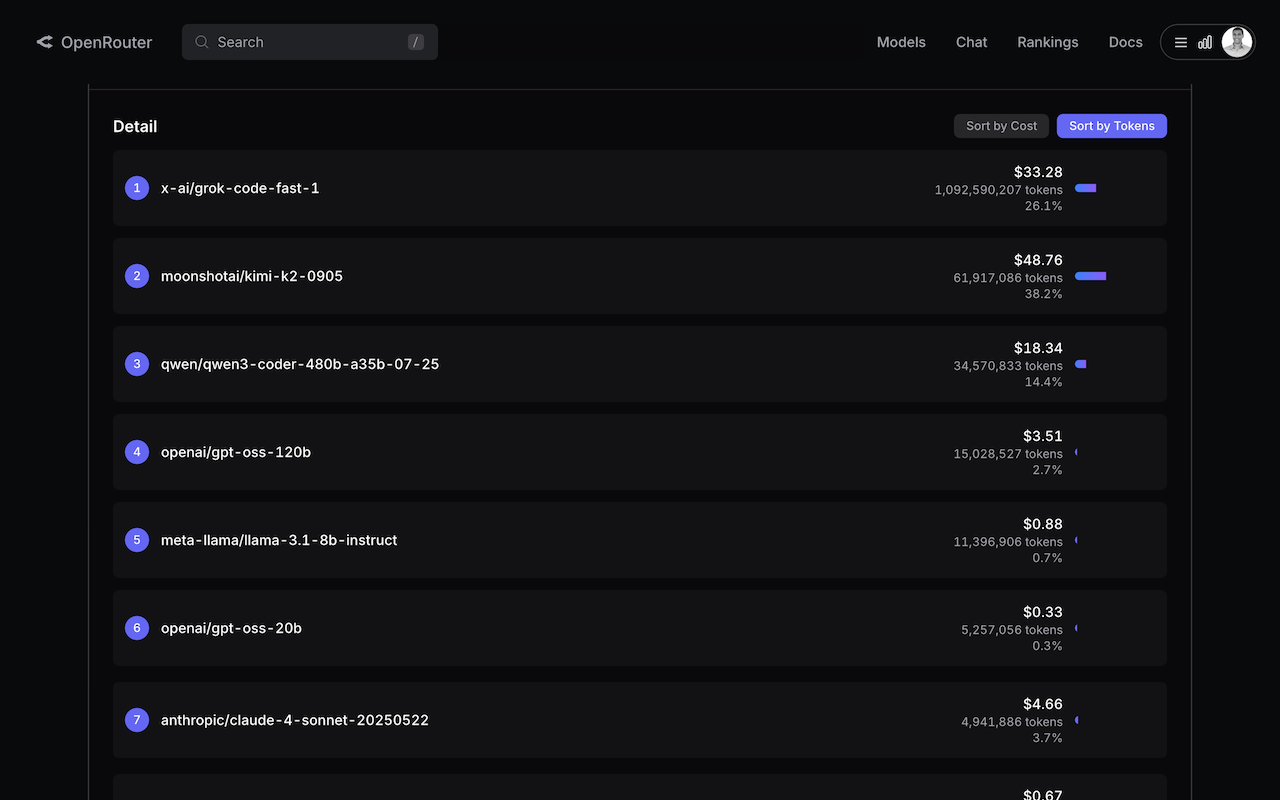 OpenRouter
Search
/
Models
Chat
Rankings
Docs
Detail
Sort by Cost
Sort by Tokens
1
x-ai/grok-code-fast-1
$33.28
1,092,590,207 tokens
26.1%
2
moonshotai/kimi-k2-0905
$48.76
61,917,086 tokens
38.2%
3
qwen/qwen3-coder-480b-a35b-07-25
$18.34
34,570,833 tokens
14.4%
4
openai/gpt-oss-120b
$3.51
15,028,527 tokens
2.7%
5
meta-llama/llama-3.1-8b-instruct
$0.88
11,396,906 tokens
0.7%
6
openai/gpt-oss-20b
$0.33
5,257,056 tokens
0.3%
7
anthropic/claude-4-sonnet-20250522
$4.66
4,941,886 tokens
3.7%
$0.67